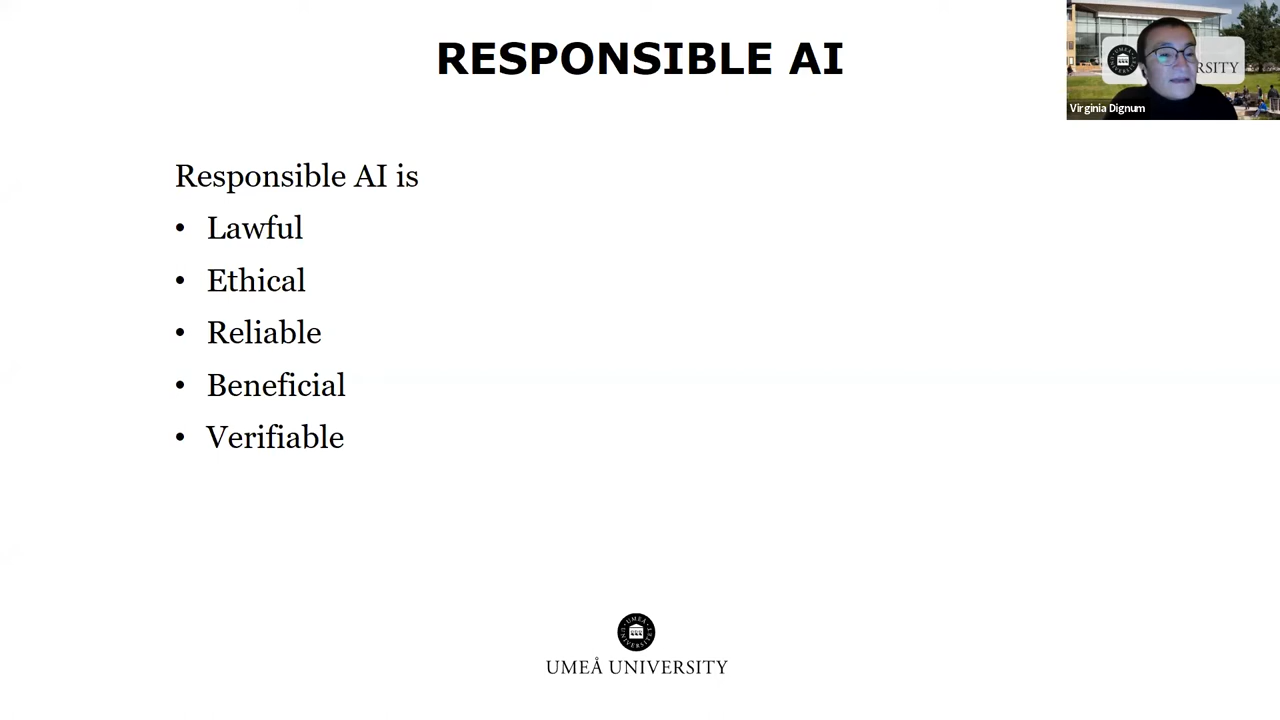 RESPONSIBLE AI
Virginia Dignum
Responsible AI is
• Lawful
• Ethical
• Reliable
• Beneficial
• Verifiable
UMEÅ UNIVERSITY